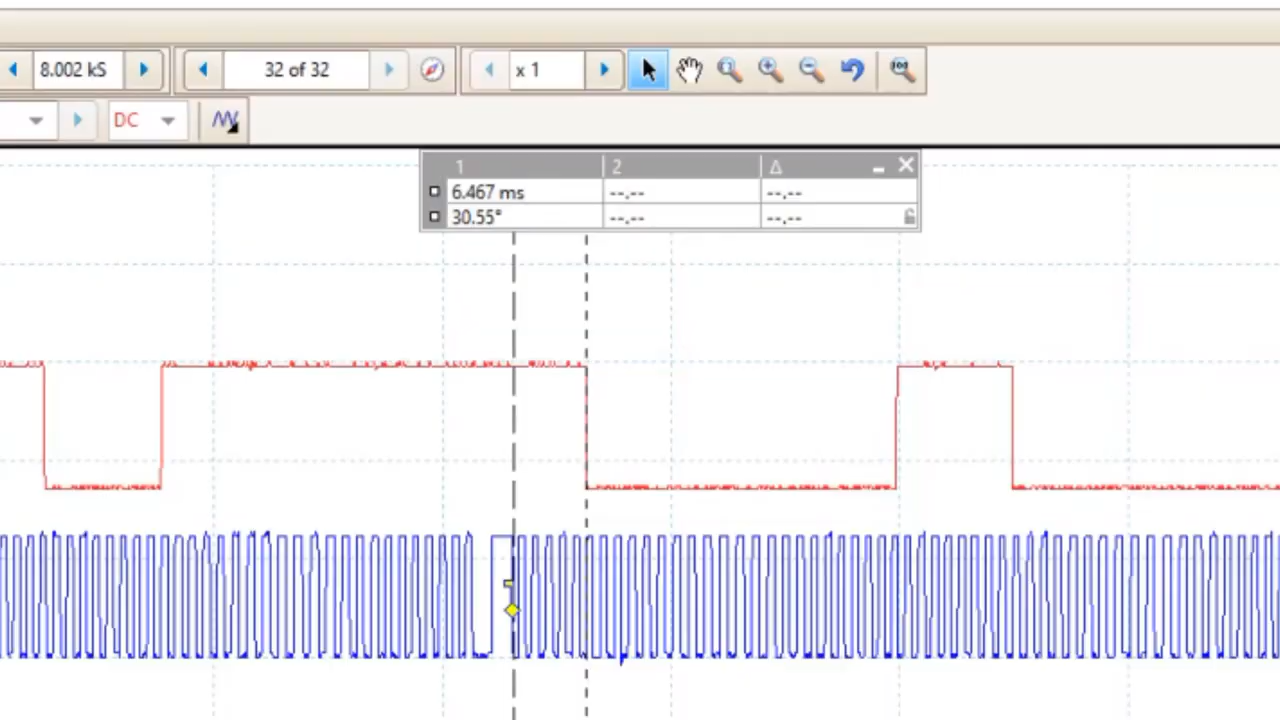 8.002 kS 32 of 32 x 1
DC
1 2 Δ
6.467 ms --.-- --.--
30.55° --.-- --.--